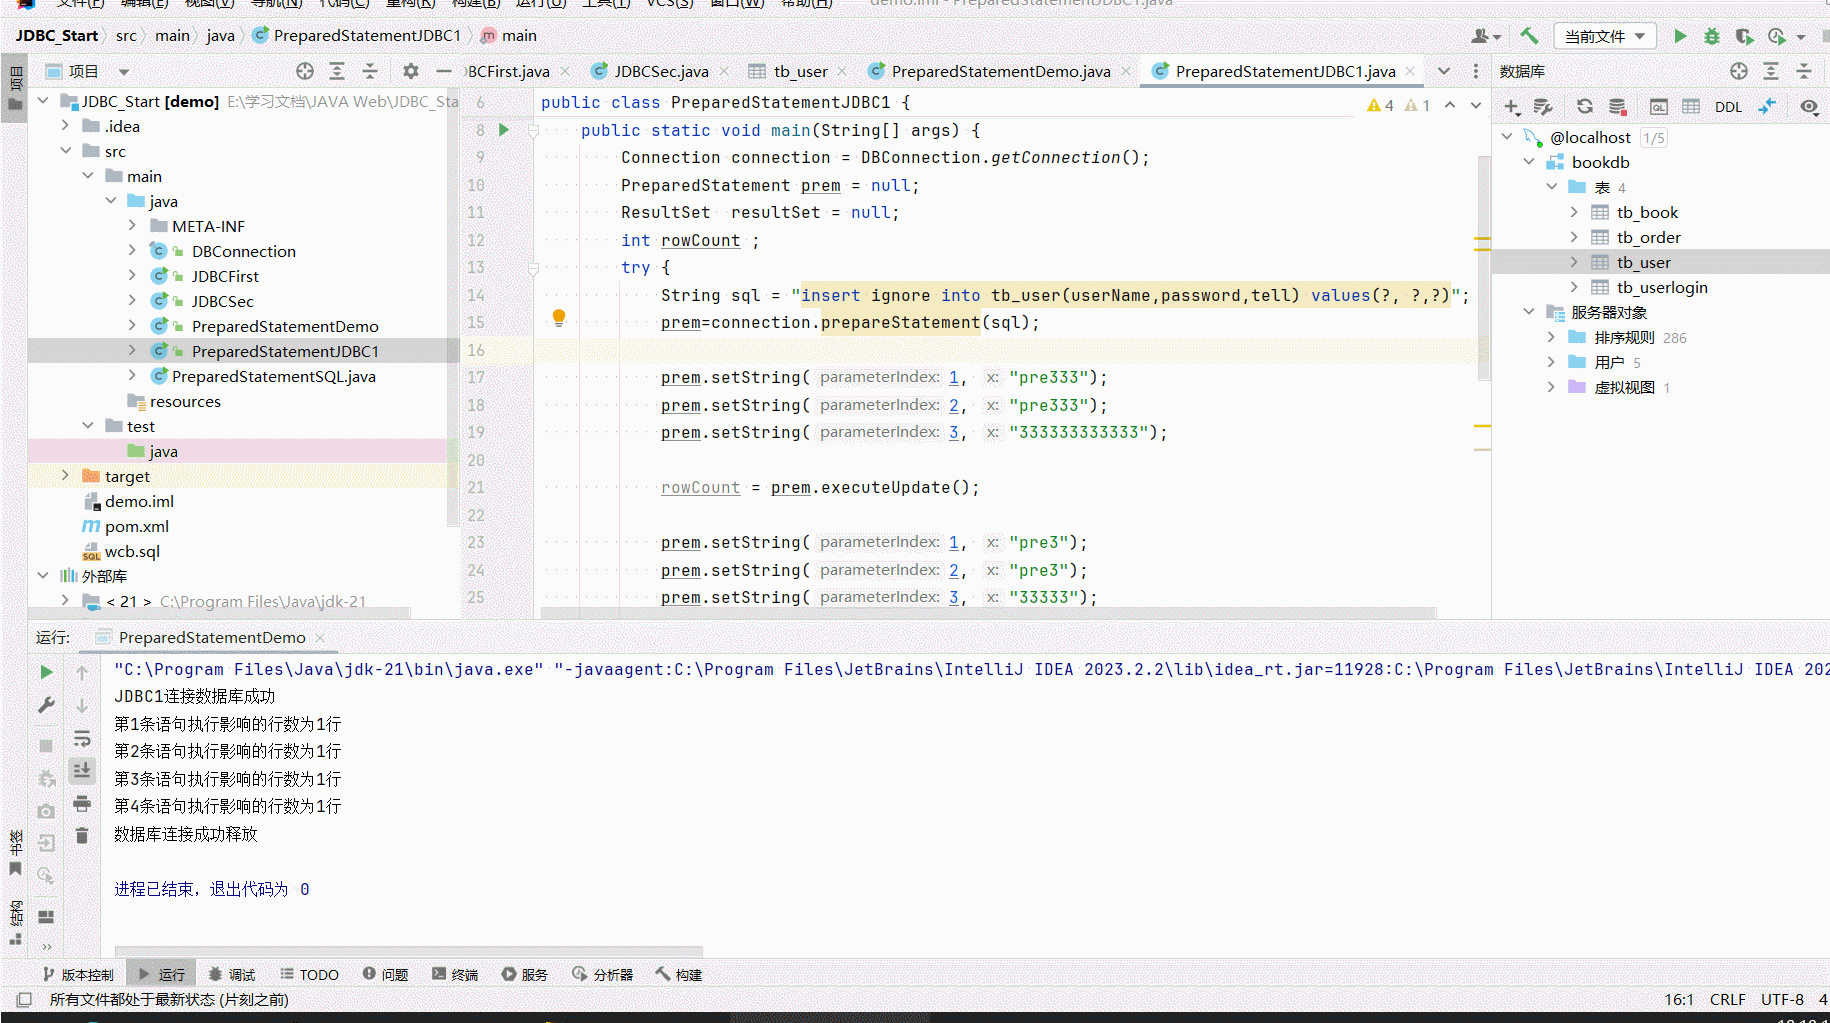 文件(F) 编辑(E) 视图(V) 导航(N) 代码(C) 重构(R) 构建(B) 运行(U) 工具(T) VCS(S) 窗口(W) 帮助(H) demo.iml - PreparedStatementJDBC1.java
JDBC_Start src main java PreparedStatementJDBC1 main
当前文件
项目
项目
BCFirst.java JDBCSec.java tb_user PreparedStatementDemo.java PreparedStatementJDBC1.java
数据库
JDBC_Start [demo] E:\学习文档\JAVA Web\JDBC_Sta
.idea
src
main
java
META-INF
DBConnection
JDBCFirst
JDBCSec
PreparedStatementDemo
PreparedStatementJDBC1
PreparedStatementSQL.java
resources
test
java
target
demo.iml
pom.xml
wcb.sql
外部库
< 21 > C:\Program Files\Java\jdk-21
4 1
6 public class PreparedStatementJDBC1 {
8 public static void main(String[] args) {
9 Connection connection = DBConnection.getConnection();
10 PreparedStatement prem = null;
11 ResultSet resultSet = null;
12 int rowCount ;
13 try {
14 String sql = "insert ignore into tb_user(userName,password,tell) values(?, ?,?)";
15 prem=connection.prepareStatement(sql);
16
17 prem.setString( parameterIndex: 1, x: "pre333");
18 prem.setString( parameterIndex: 2, x: "pre333");
19 prem.setString( parameterIndex: 3, x: "333333333333");
20
21 rowCount = prem.executeUpdate();
22
23 prem.setString( parameterIndex: 1, x: "pre3");
24 prem.setString( parameterIndex: 2, x: "pre3");
25 prem.setString( parameterIndex: 3, x: "33333");
QL DDL
@localhost 1/5
bookdb
表 4
tb_book
tb_order
tb_user
tb_userlogin
服务器对象
排序规则 286
用户 5
虚拟视图 1
运行: PreparedStatementDemo
"C:\Program Files\Java\jdk-21\bin\java.exe" "-javaagent:C:\Program Files\JetBrains\IntelliJ IDEA 2023.2.2\lib\idea_rt.jar=11928:C:\Program Files\JetBrains\IntelliJ IDEA 202
JDBC1连接数据库成功
第1条语句执行影响的行数为1行
第2条语句执行影响的行数为1行
第3条语句执行影响的行数为1行
第4条语句执行影响的行数为1行
数据库连接成功释放
进程已结束，退出代码为 0
书签
结构
版本控制 运行 调试 TODO 问题 终端 服务 分析器 构建
所有文件都处于最新状态 (片刻之前)
16:1 CRLF UTF-8 4